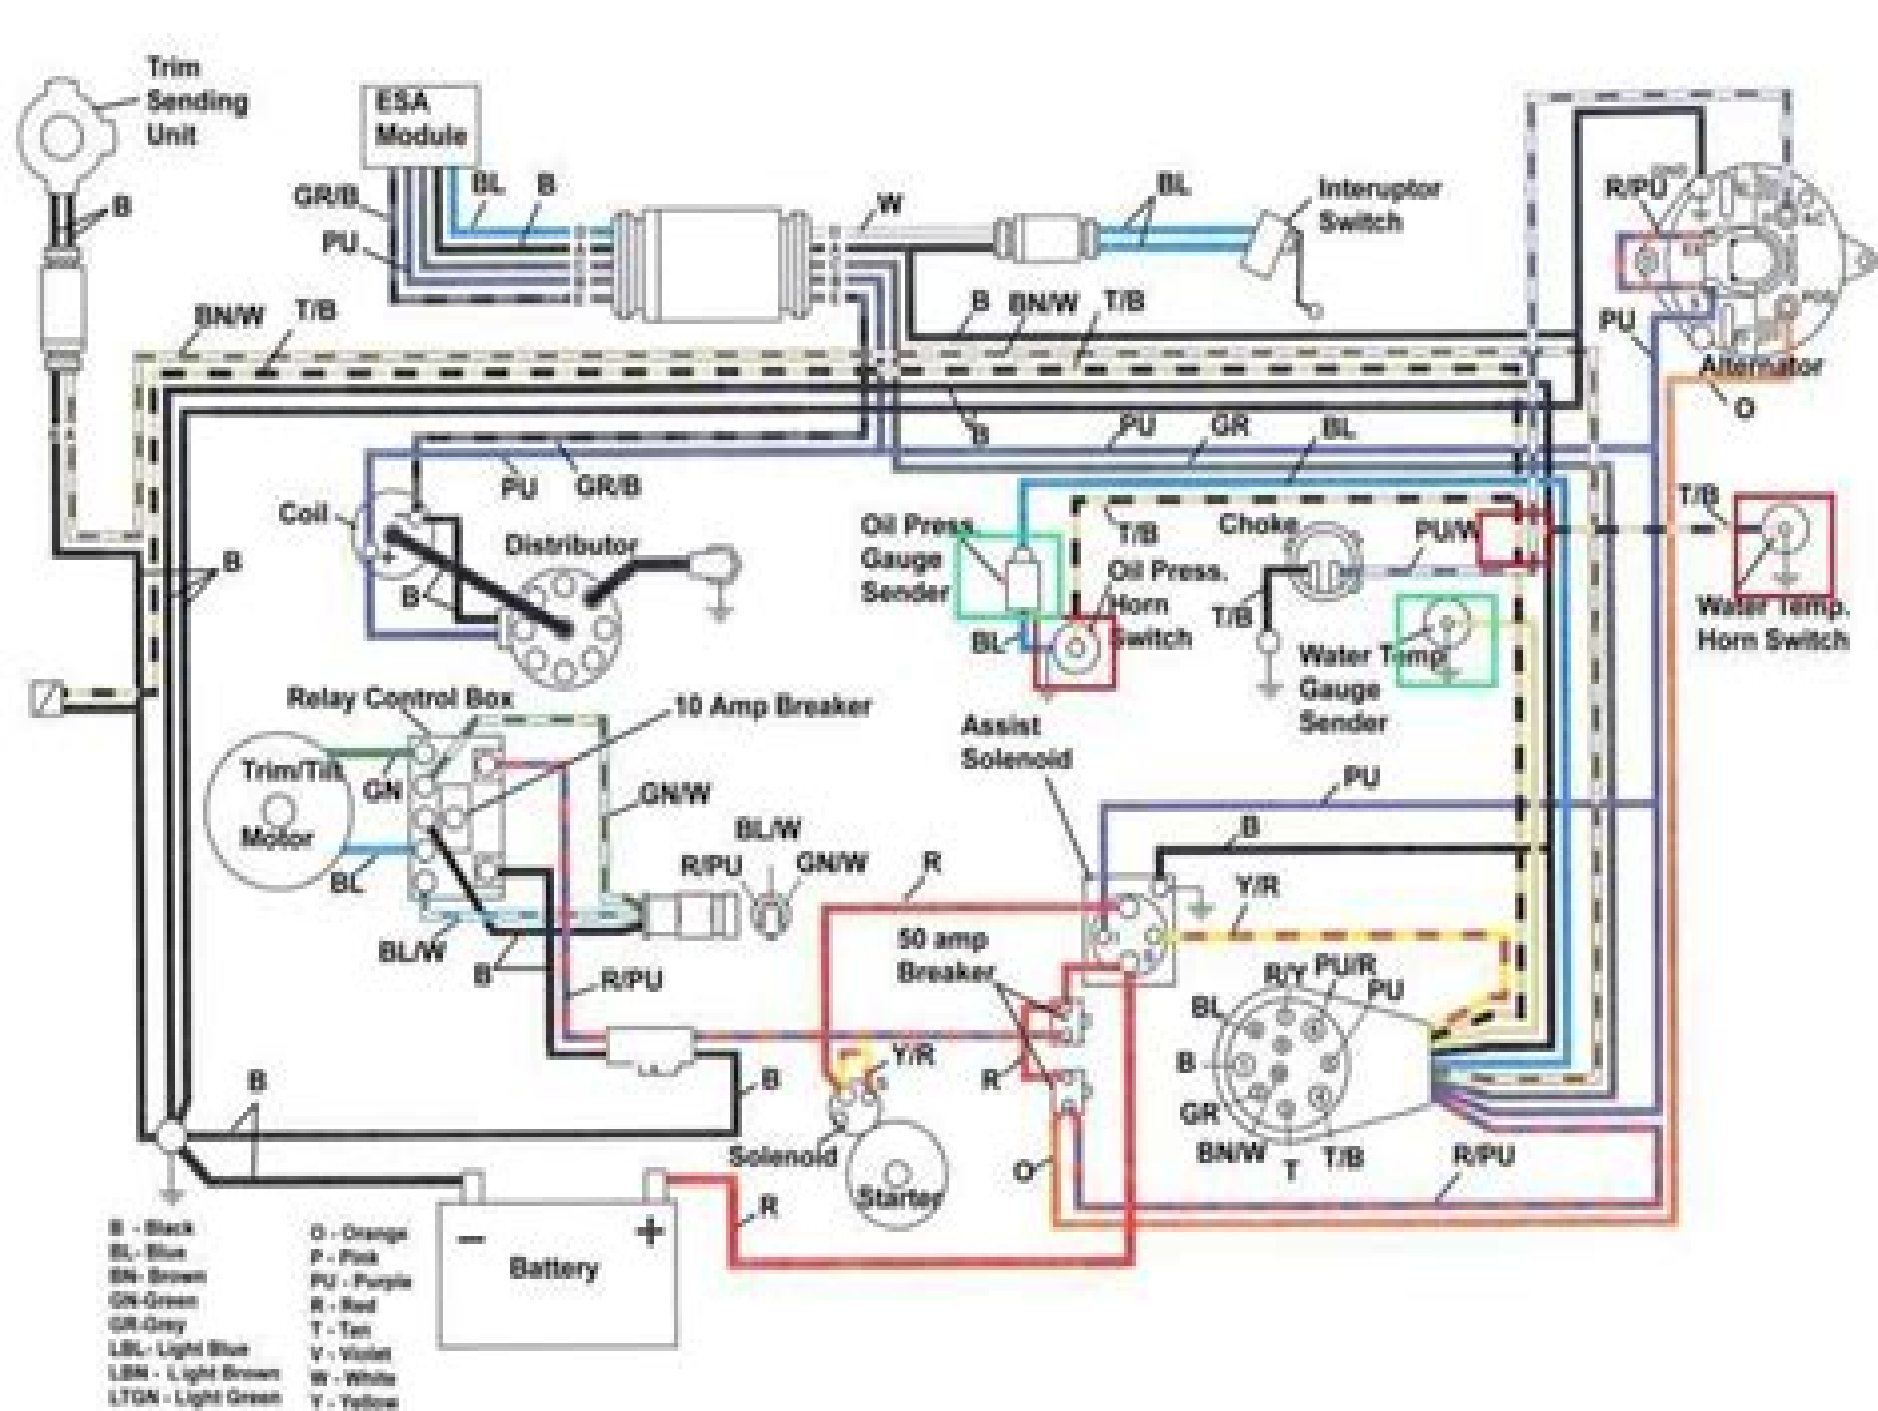 Trim
Sending
Unit
B
ESA
Module
GR/B
PU
BL
B
W
BL
Interuptor
Switch
R/PU
AC
POS
PU
Alternator
O
BN/W
T/B
B
BN/W
T/B
B
PU
GR
BL
PU
GR/B
Coil
+
Distributor
B
B
Oil Press.
Gauge
Sender
BL
T/B
Oil Press.
Horn
Switch
Choke
PU/W
T/B
T/B
Water Temp.
Horn Switch
Water Temp
Gauge
Sender
Relay Control Box
10 Amp Breaker
Trim/Tilt
Motor
GN
BL
GN/W
BL/W
R/PU
GN/W
BL/W
B
R/PU
Assist
Solenoid
PU
B
R
Y/R
50 amp
Breaker
R/Y
PU/R
PU
BL
B
GR
BN/W
T
T/B
R/PU
Y/R
R
O
B
B
Solenoid
Starter
R
−
+
Battery
B - Black
BL- Blue
BN- Brown
GN-Green
GR-Grey
LBL- Light Blue
LBN - Light Brown
LTGN - Light Green
O - Orange
P - Pink
PU - Purple
R - Red
T - Tan
V - Violet
W - White
Y - Yellow